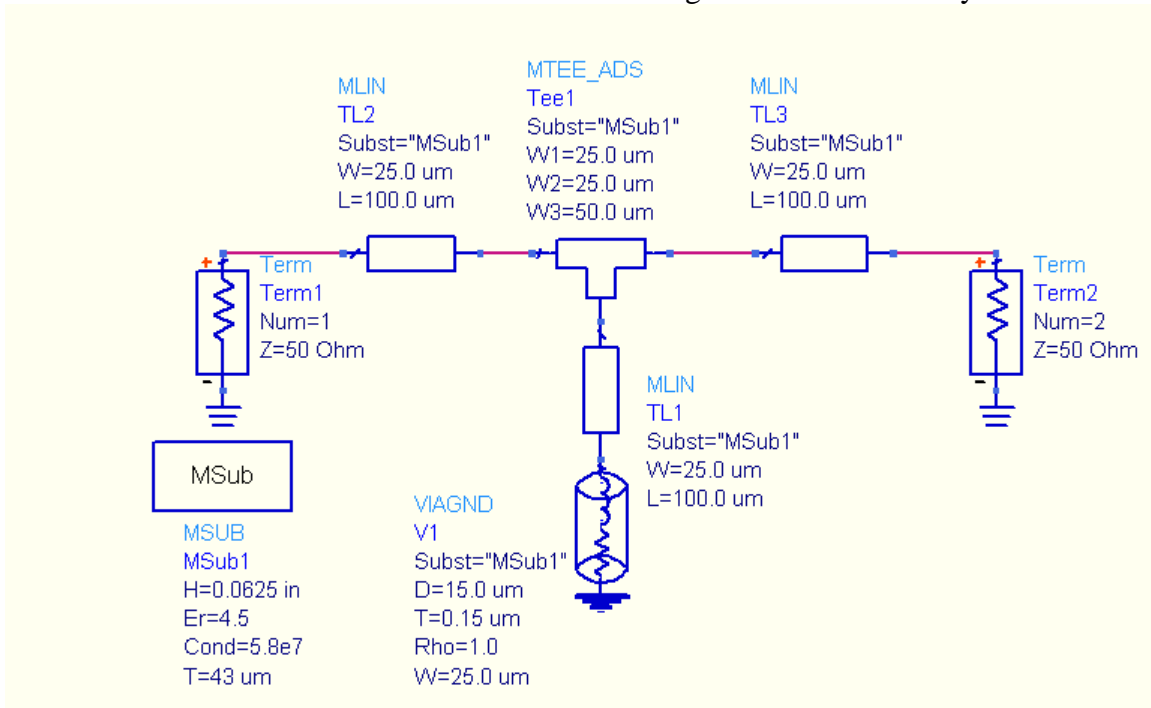 MLIN
TL2
Subst="MSub1"
W=25.0 um
L=100.0 um
MTEE_ADS
Tee1
Subst="MSub1"
W1=25.0 um
W2=25.0 um
W3=50.0 um
MLIN
TL3
Subst="MSub1"
W=25.0 um
L=100.0 um
+
Term
Term1
Num=1
Z=50 Ohm
-
+
Term
Term2
Num=2
Z=50 Ohm
-
MLIN
TL1
Subst="MSub1"
W=25.0 um
L=100.0 um
MSub
MSUB
MSub1
H=0.0625 in
Er=4.5
Cond=5.8e7
T=43 um
VIAGND
V1
Subst="MSub1"
D=15.0 um
T=0.15 um
Rho=1.0
W=25.0 um